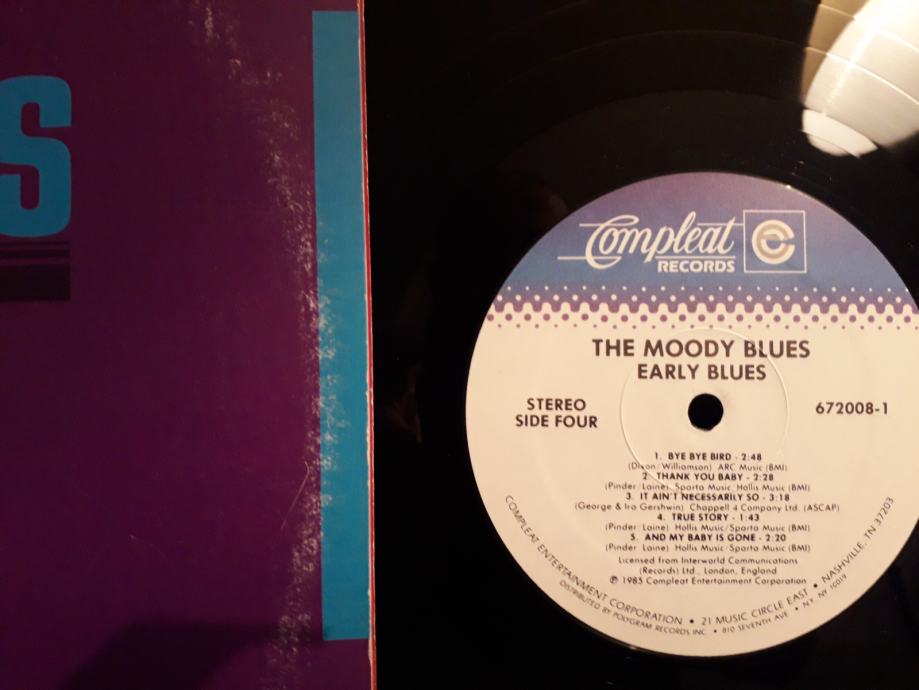 S
Compleat
RECORDS
THE MOODY BLUES
EARLY BLUES
STEREO
SIDE FOUR
672008-1
1. BYE BYE BIRD - 2:48
(Dixon/Williamson) ARC Music (BMI)
2. THANK YOU BABY - 2:28
(Pinder/Laine) Sparta Music/Hollis Music (BMI)
3. IT AIN'T NECESSARILY SO - 3:18
(George & Ira Gershwin) Chappell & Company Ltd. (ASCAP)
4. TRUE STORY - 1:43
(Pinder/Laine) Hollis Music/Sparta Music (BMI)
5. AND MY BABY IS GONE - 2:20
(Pinder/Laine) Hollis Music/Sparta Music (BMI)
Licensed from Interworld Communications
(Records) Ltd., London, England
℗ 1985 Compleat Entertainment Corporation
COMPLEAT ENTERTAINMENT CORPORATION • 21 MUSIC CIRCLE EAST • NASHVILLE, TN 37203
DISTRIBUTED BY POLYGRAM RECORDS INC. • 810 SEVENTH AVE • NY, NY 10019